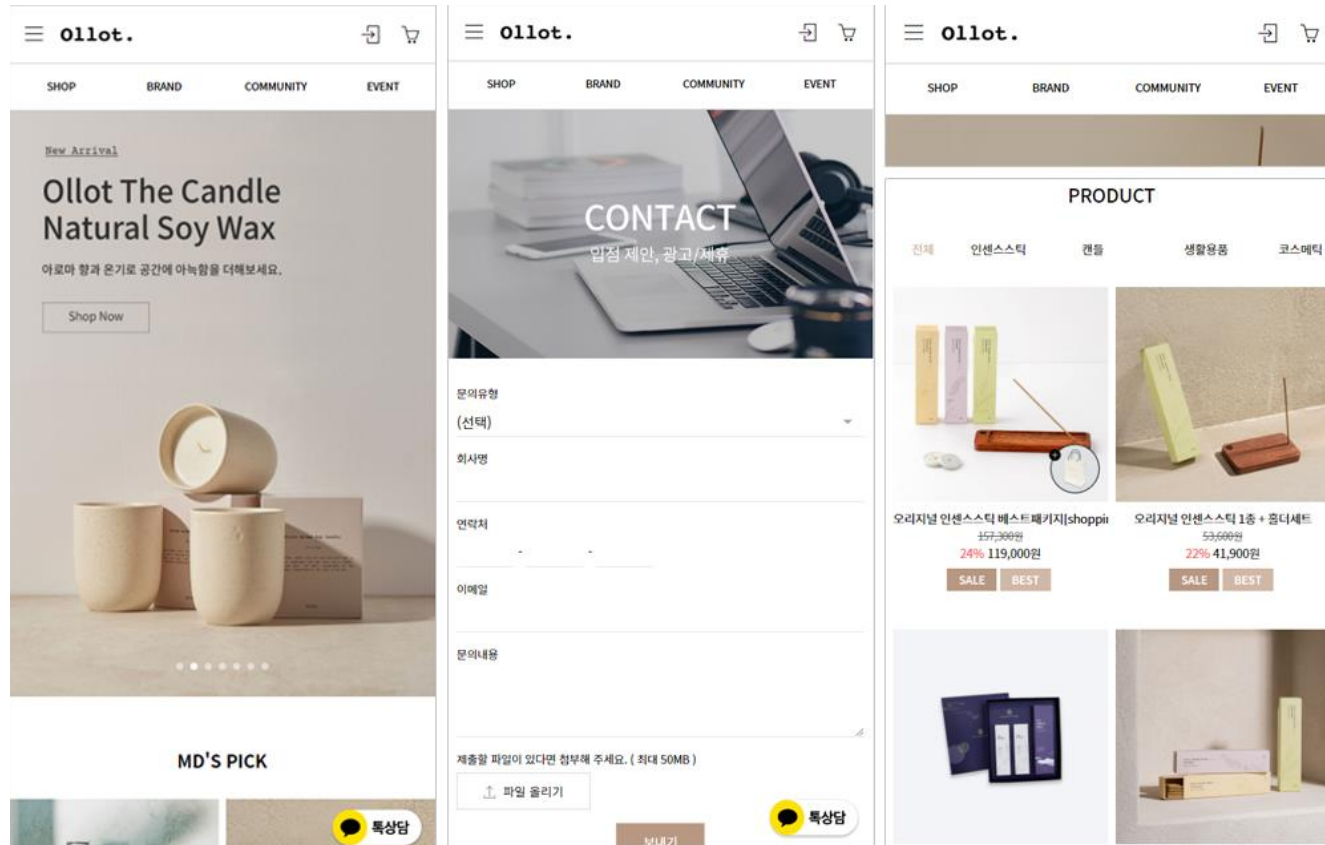 Ollot.
SHOP BRAND COMMUNITY EVENT
New Arrival
Ollot The Candle
Natural Soy Wax
아로마 향과 온기로 공간에 아늑함을 더해보세요.
Shop Now
MD'S PICK
톡상담
Ollot.
SHOP BRAND COMMUNITY EVENT
CONTACT
입점 제안, 광고/제휴
문의유형
(선택)
회사명
연락처
- -
이메일
문의내용
제출할 파일이 있다면 첨부해 주세요. ( 최대 50MB )
파일 올리기
톡상담
보내기
Ollot.
SHOP BRAND COMMUNITY EVENT
PRODUCT
전체 인센스스틱 캔들 생활용품 코스메틱
오리지널 인센스스틱 베스트패키지|shoppin
157,300원
24% 119,000원
SALE BEST
오리지널 인센스스틱 1종 + 홀더세트
53,600원
22% 41,900원
SALE BEST